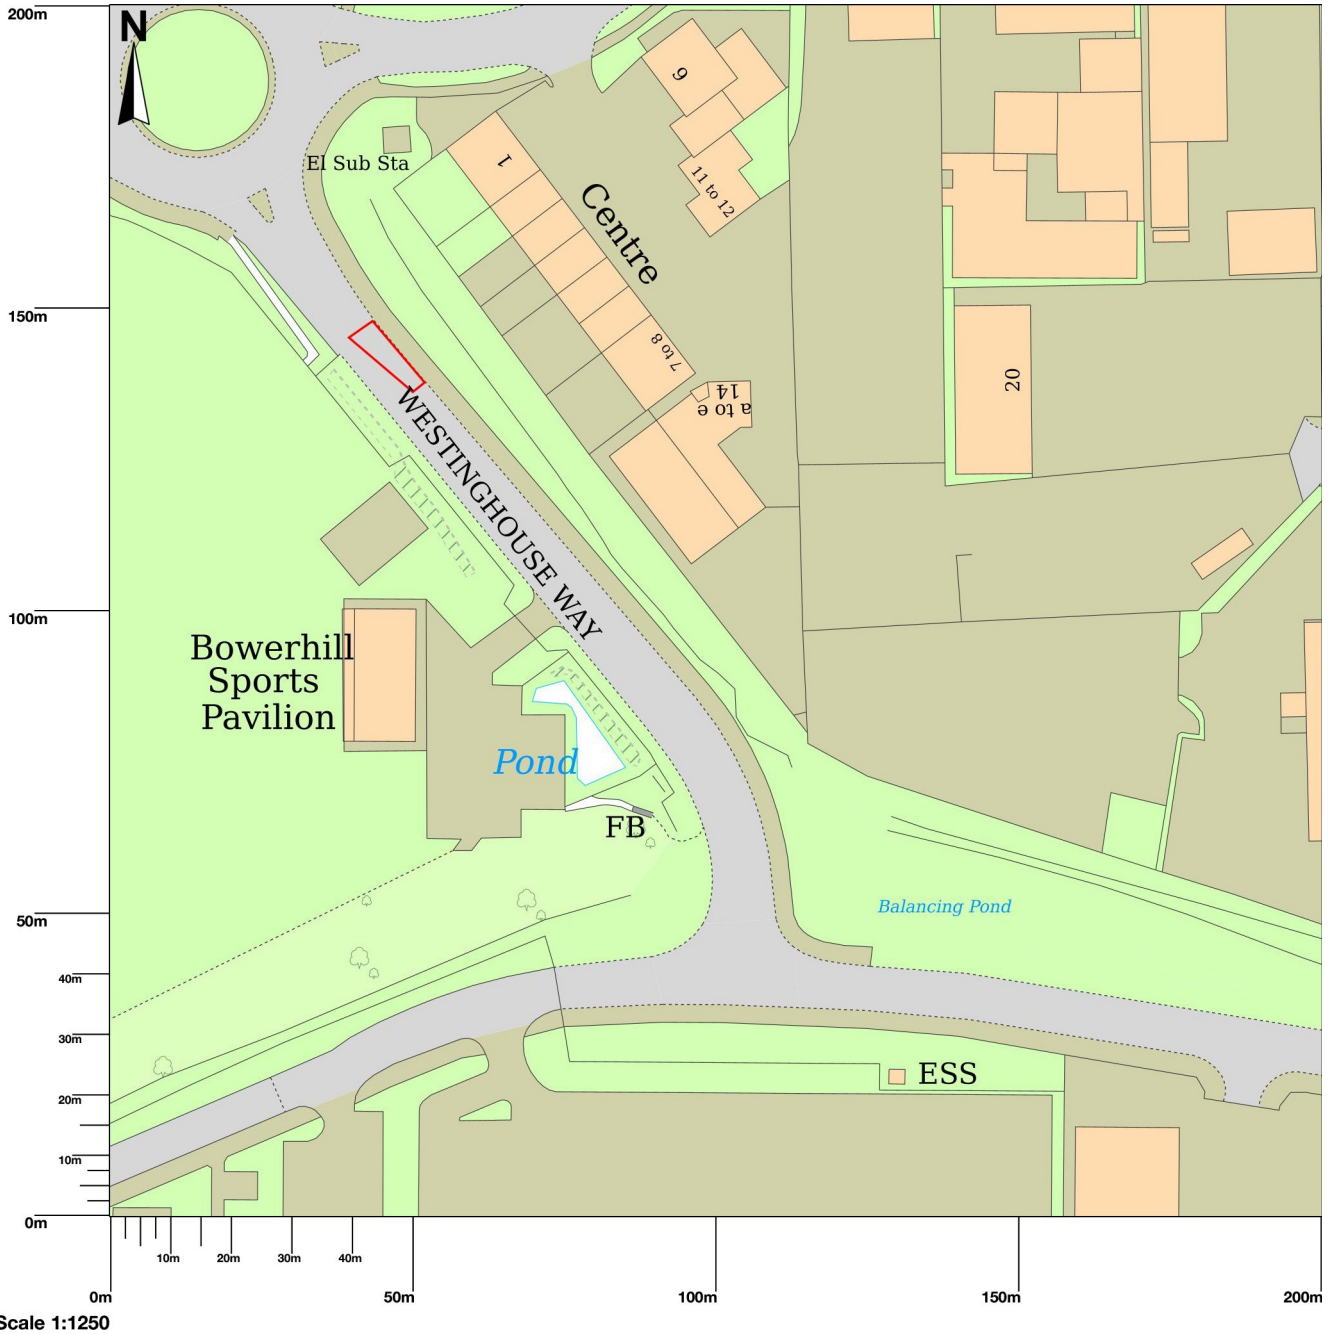 200m
N
9
El Sub Sta
1
11 to 12
Centre
150m
7 to 8
20
14
a to e
WESTINGHOUSE WAY
100m
Bowerhill
Sports
Pavilion
Pond
FB
50m
Balancing Pond
40m
30m
ESS
20m
10m
0m
10m
20m
30m
40m
0m
50m
100m
150m
200m
Scale 1:1250